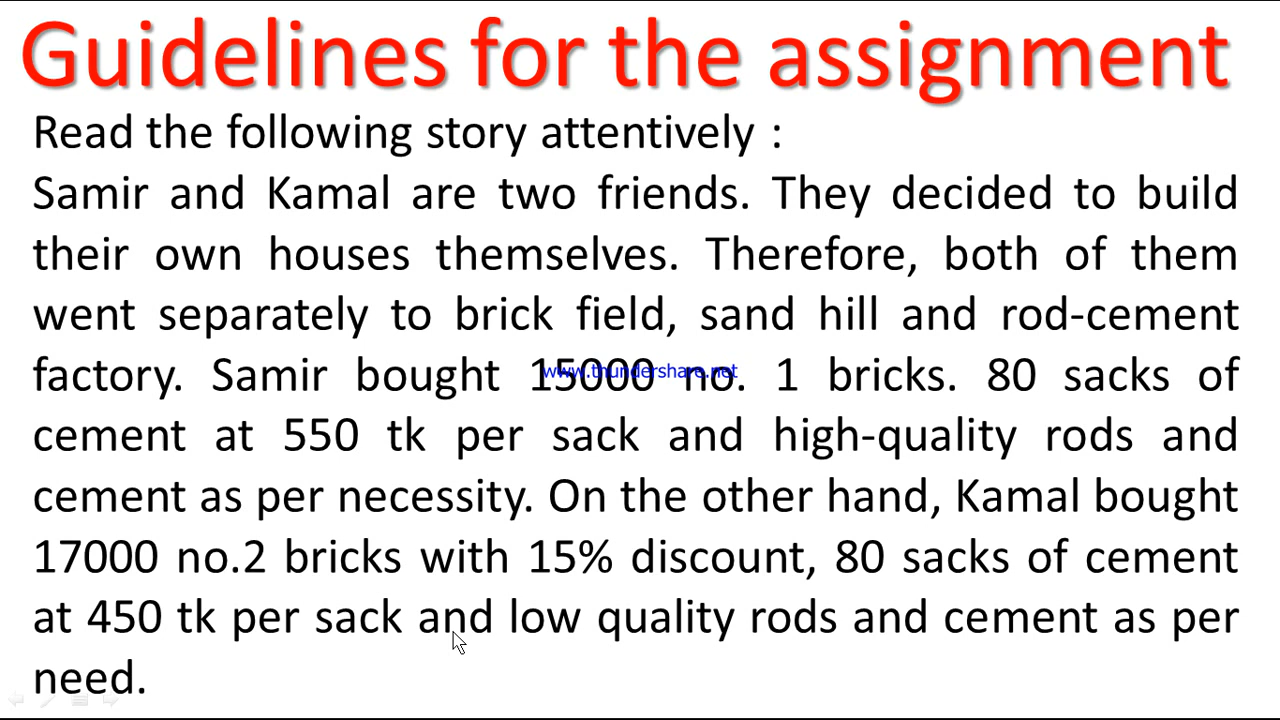 Guidelines for the assignment
Read the following story attentively :
Samir and Kamal are two friends. They decided to build
their own houses themselves. Therefore, both of them
went separately to brick field, sand hill and rod-cement
factory. Samir bought 15000 no. 1 bricks. 80 sacks of
www.thundershare.net
cement at 550 tk per sack and high-quality rods and
cement as per necessity. On the other hand, Kamal bought
17000 no.2 bricks with 15% discount, 80 sacks of cement
at 450 tk per sack and low quality rods and cement as per
need.